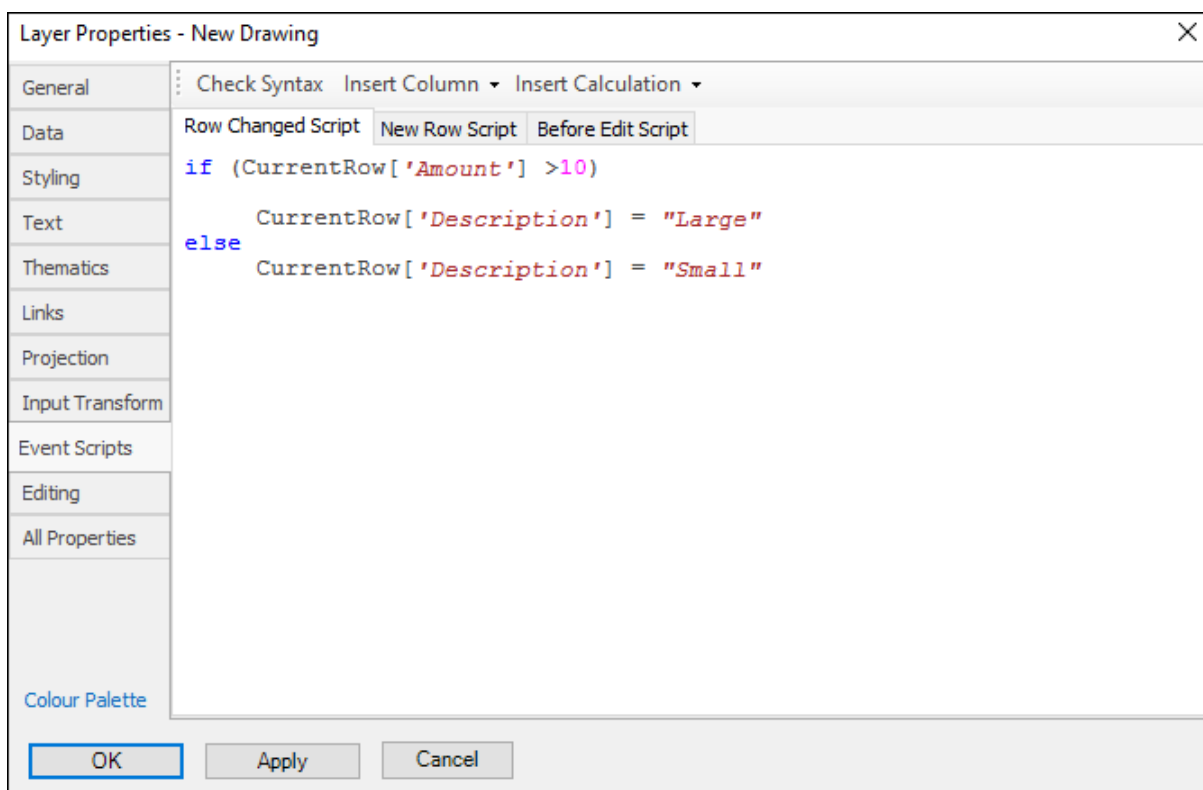 Layer Properties - New Drawing
General
Data
Styling
Text
Thematics
Links
Projection
Input Transform
Event Scripts
Editing
All Properties
Colour Palette
Check Syntax Insert Column Insert Calculation
Row Changed Script New Row Script Before Edit Script
if (CurrentRow['Amount'] >10)
CurrentRow['Description'] = "Large"
else
CurrentRow['Description'] = "Small"
OK Apply Cancel